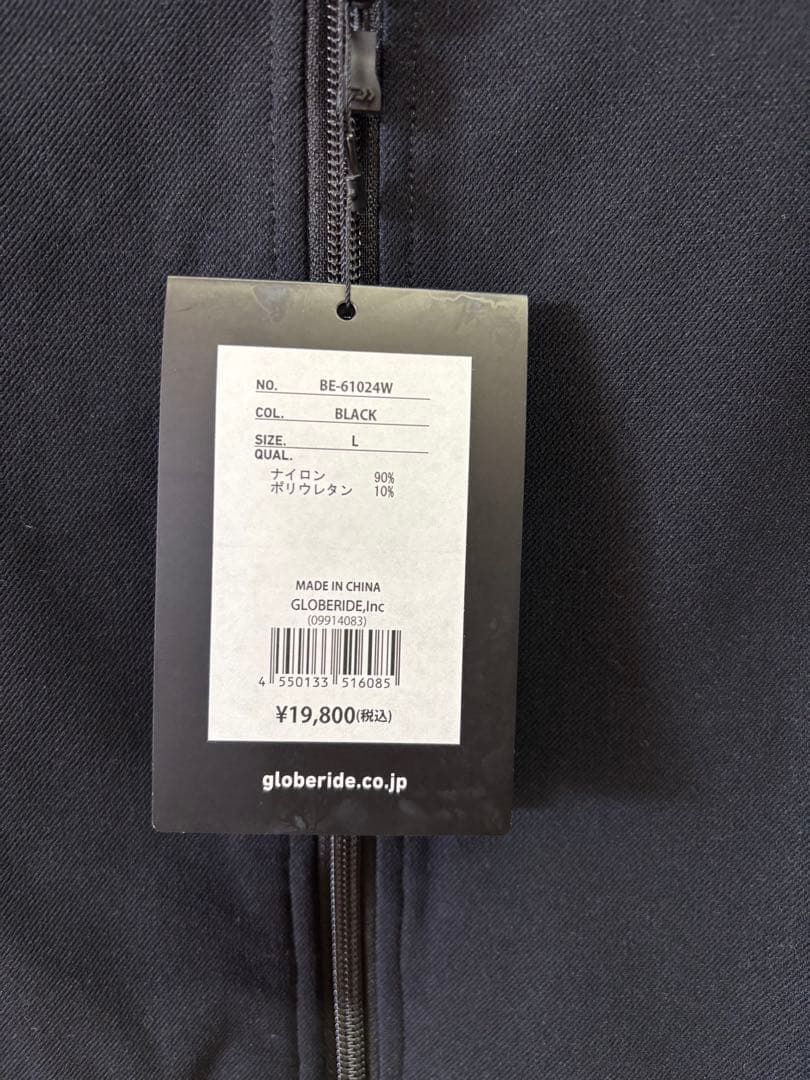 NO. BE-61024W
COL. BLACK
SIZE. L
QUAL.
ナイロン 90%
ポリウレタン 10%
MADE IN CHINA
GLOBERIDE,Inc
(09914083)
4 550133 516085
¥19,800(税込)
globeride.co.jp